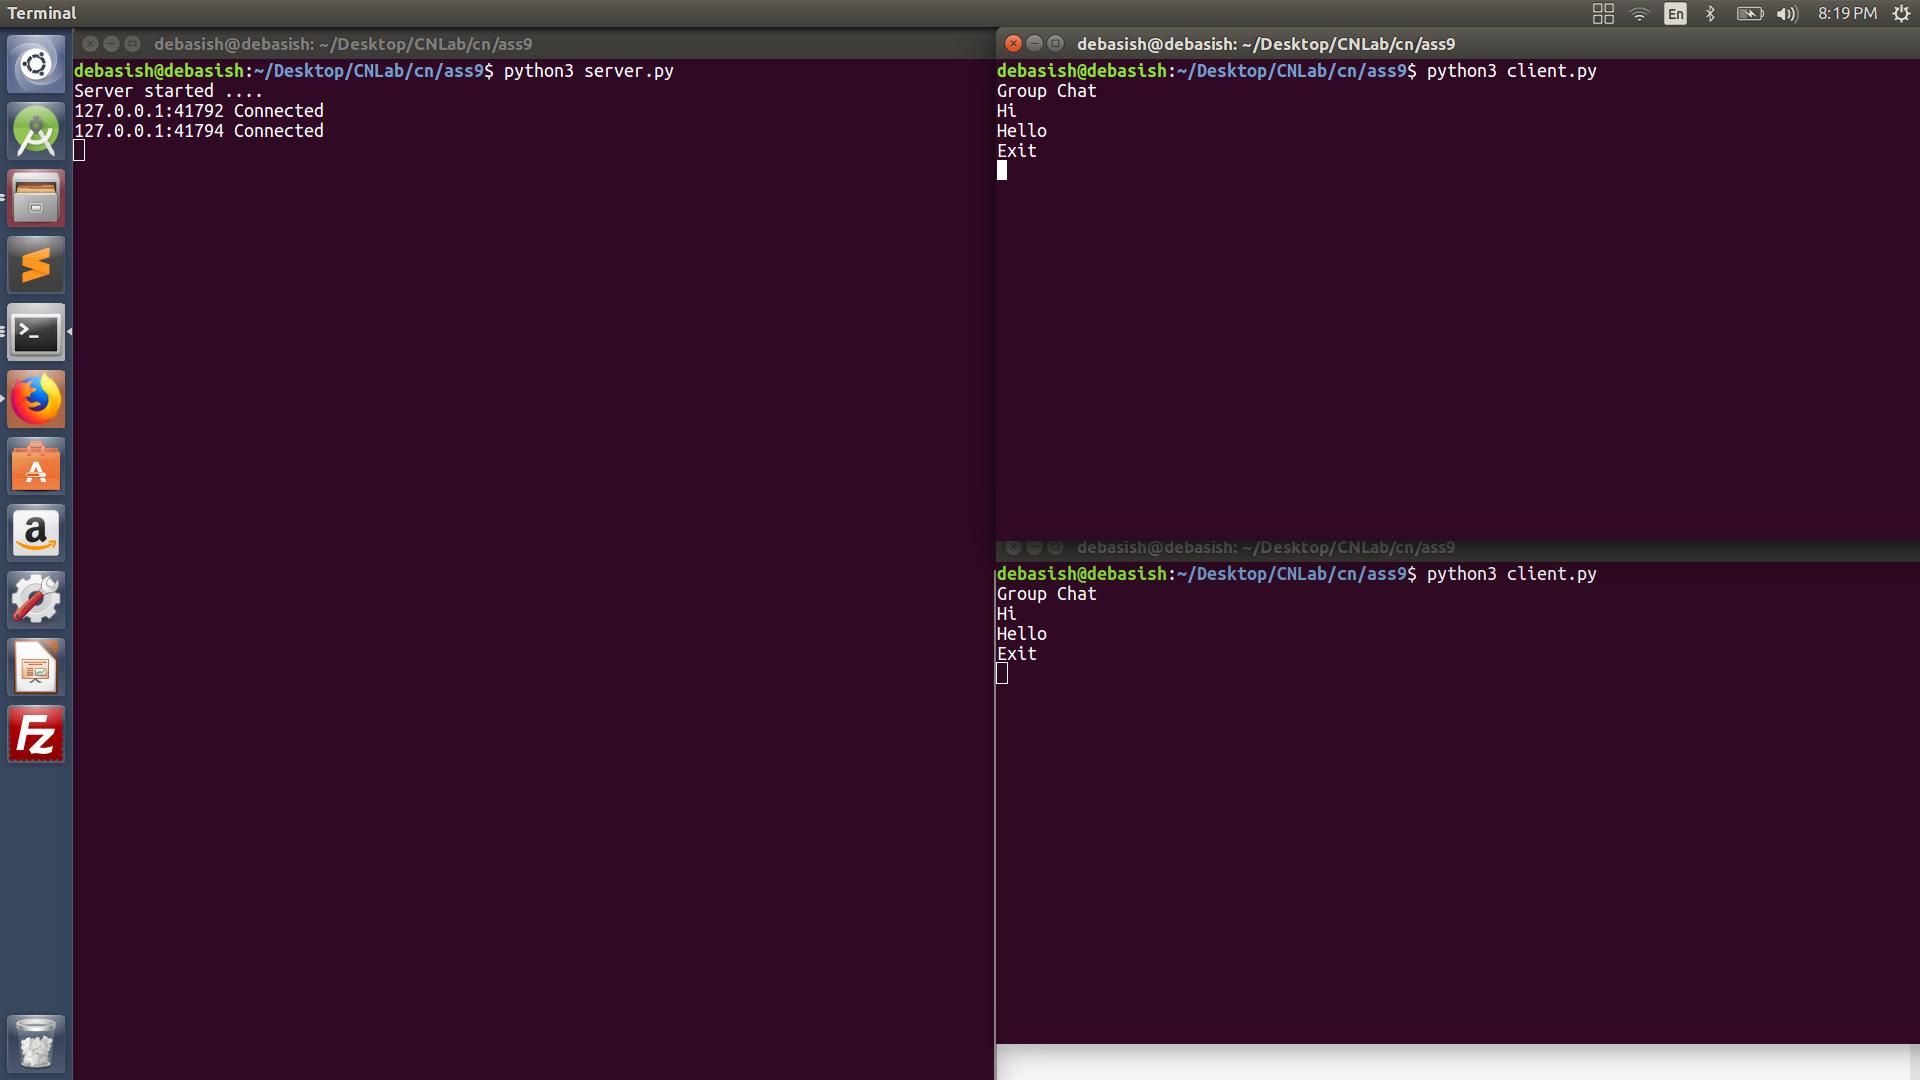 Terminal
En
8:19 PM
debasish@debasish: ~/Desktop/CNLab/cn/ass9
debasish@debasish:~/Desktop/CNLab/cn/ass9$ python3 server.py
Server started ....
127.0.0.1:41792 Connected
127.0.0.1:41794 Connected
debasish@debasish: ~/Desktop/CNLab/cn/ass9
debasish@debasish:~/Desktop/CNLab/cn/ass9$ python3 client.py
Group Chat
Hi
Hello
Exit
debasish@debasish: ~/Desktop/CNLab/cn/ass9
debasish@debasish:~/Desktop/CNLab/cn/ass9$ python3 client.py
Group Chat
Hi
Hello
Exit
>_
A
a
Fz